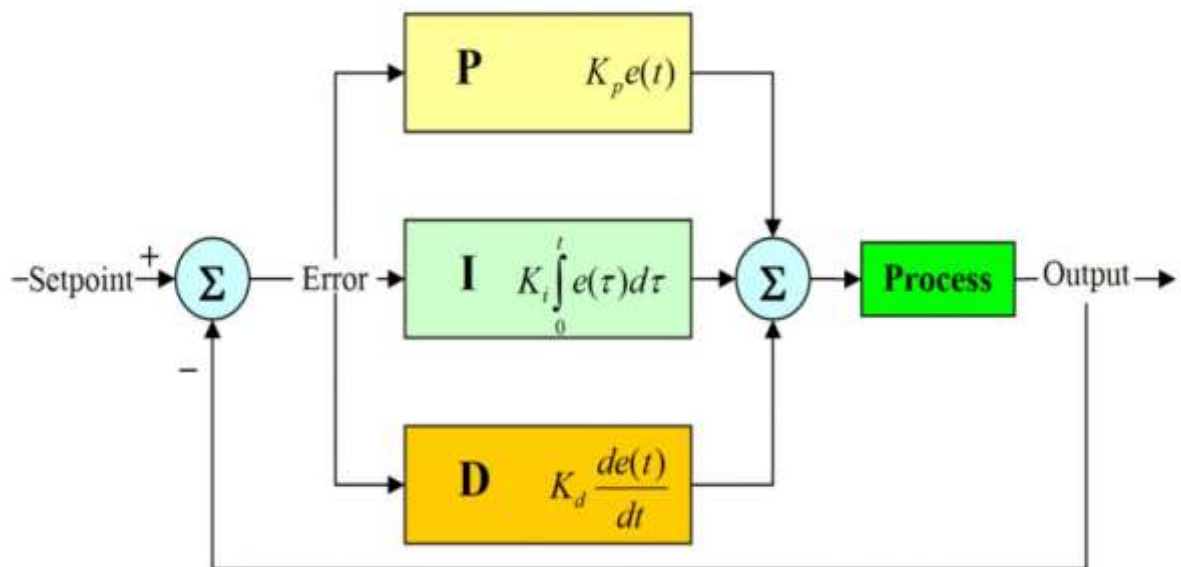 P K_p e(t)
–Setpoint + Σ Error I K_i ∫_0^t e(τ)dτ Σ Process Output
–
D K_d de(t)/dt